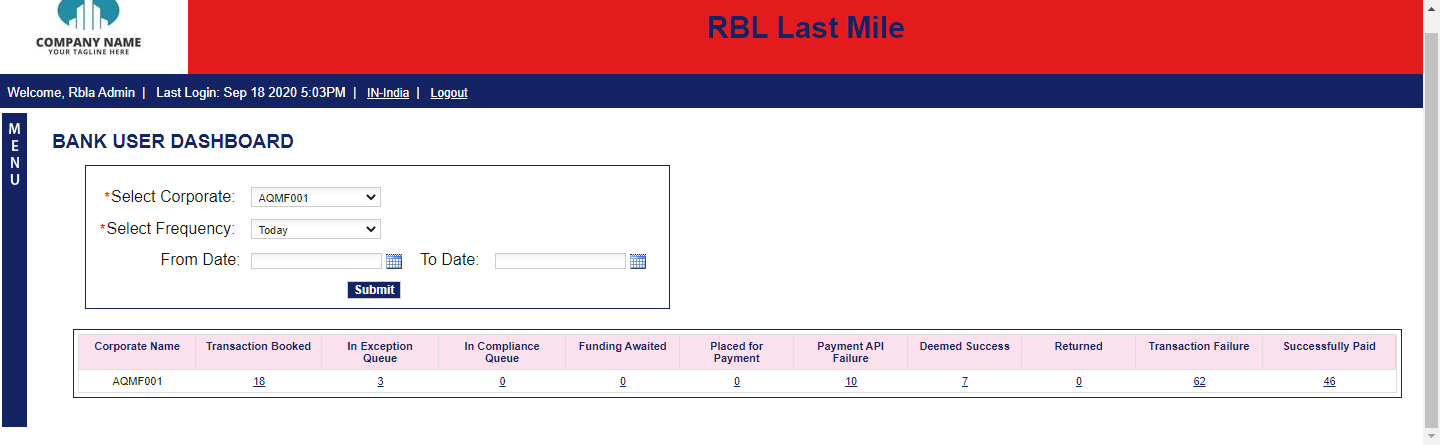 COMPANY NAME
YOUR TAGLINE HERE
RBL Last Mile
Welcome, Rbla Admin | Last Login: Sep 18 2020 5:03PM | IN-India | Logout
MENU
BANK USER DASHBOARD
*Select Corporate: AQMF001
*Select Frequency: Today
From Date: To Date:
Submit
Corporate Name Transaction Booked In Exception Queue In Compliance Queue Funding Awaited Placed for Payment Payment API Failure Deemed Success Returned Transaction Failure Successfully Paid
AQMF001 18 3 0 0 0 10 7 0 62 46